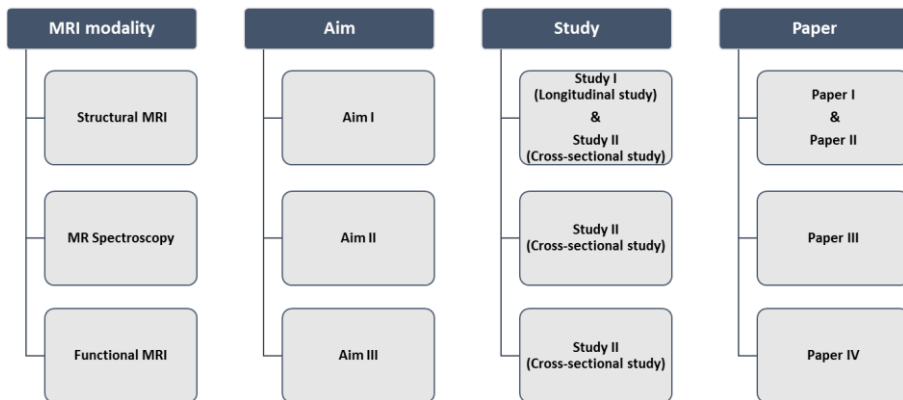 MRI modality
Structural MRI
MR Spectroscopy
Functional MRI
Aim
Aim I
Aim II
Aim III
Study
Study I
(Longitudinal study)
&
Study II
(Cross-sectional study)
Study II
(Cross-sectional study)
Study II
(Cross-sectional study)
Paper
Paper I
&
Paper II
Paper III
Paper IV